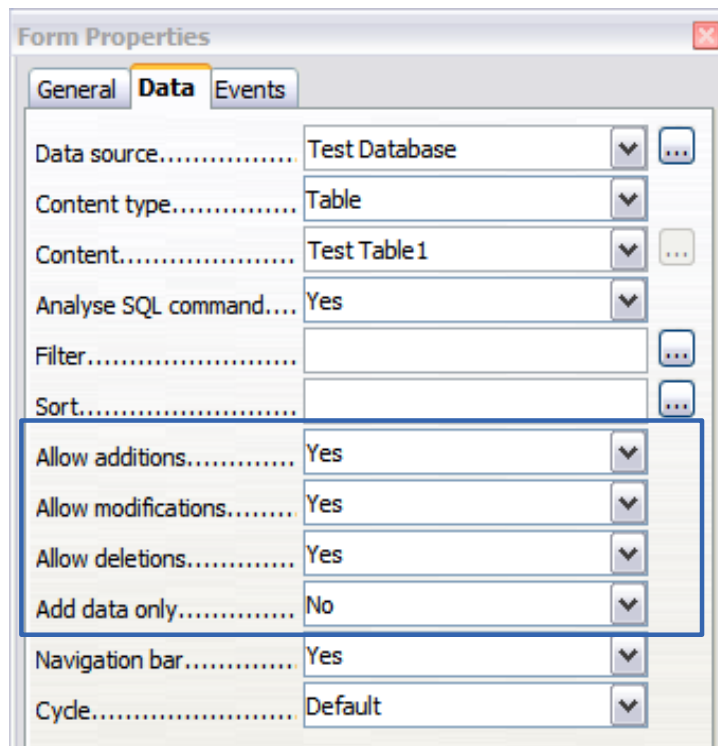 Form Properties
General Data Events
Data source................. Test Database ...
Content type............... Table
Content...................... Test Table1 ...
Analyse SQL command.... Yes
Filter.......................... ...
Sort........................... ...
Allow additions............. Yes
Allow modifications........ Yes
Allow deletions............. Yes
Add data only.............. No
Navigation bar............. Yes
Cycle.......................... Default